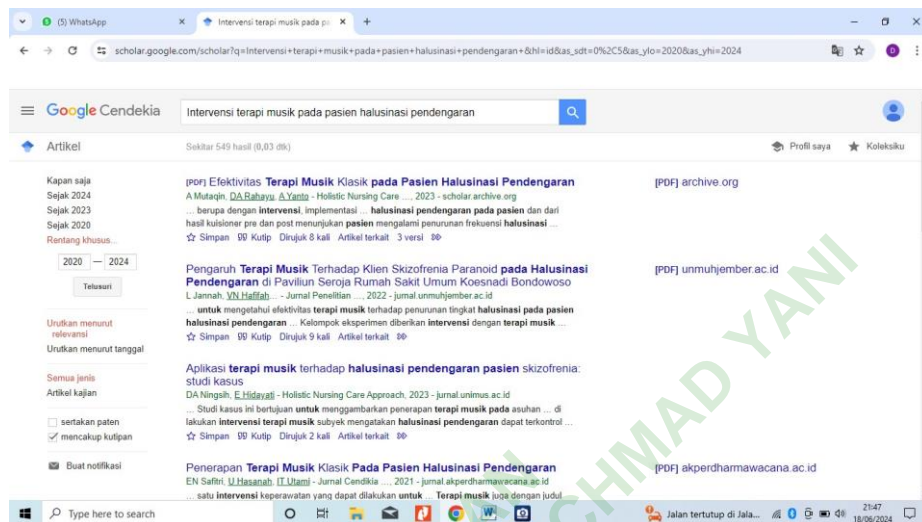 (5) WhatsApp
Intervensi terapi musik pada pa
scholar.google.com/scholar?q=Intervensi+terapi+musik+pada+pasien+halusinasi+pendengaran+&hl=id&as_sdt=0%2C5&as_ylo=2020&as_yhi=2024
D
Google Cendekia
Intervensi terapi musik pada pasien halusinasi pendengaran
Artikel
Sekitar 549 hasil (0,03 dtk)
Profil saya
Koleksiku
Kapan saja
Sejak 2024
Sejak 2023
Sejak 2020
Rentang khusus...
2020 — 2024
Telusuri
Urutkan menurut
relevansi
Urutkan menurut tanggal
Semua jenis
Artikel kajian
sertakan paten
mencakup kutipan
Buat notifikasi
[PDF] Efektivitas Terapi Musik Klasik pada Pasien Halusinasi Pendengaran
A Mutaqin, DA Rahayu, A Yanto - Holistic Nursing Care ..., 2023 - scholar.archive.org
... berupa dengan intervensi, implementasi ... halusinasi pendengaran pada pasien dan dari
hasil kuisioner pre dan post menunjukan pasien mengalami penurunan frekuensi halusinasi ...
Simpan Kutip Dirujuk 8 kali Artikel terkait 3 versi
[PDF] archive.org
Pengaruh Terapi Musik Terhadap Klien Skizofrenia Paranoid pada Halusinasi
Pendengaran di Paviliun Seroja Rumah Sakit Umum Koesnadi Bondowoso
L Jannah, VN Hafifah... - Jurnal Penelitian ..., 2022 - jurnal.unmuhjember.ac.id
... untuk mengetahui efektivitas terapi musik terhadap penurunan tingkat halusinasi pada pasien
halusinasi pendengaran ... Kelompok eksperimen diberikan intervensi dengan terapi musik ...
Simpan Kutip Dirujuk 9 kali Artikel terkait
[PDF] unmuhjember.ac.id
Aplikasi terapi musik terhadap halusinasi pendengaran pasien skizofrenia:
studi kasus
DA Ningsih, E Hidayati - Holistic Nursing Care Approach, 2023 - jurnal.unimus.ac.id
... Studi kasus ini bortujuan untuk menggambarkan penerapan terapi musik pada asuhan ... di
lakukan intervensi terapi musik subyek mengatakan halusinasi pendengaran dapat terkontrol ...
Simpan Kutip Dirujuk 2 kali Artikel terkait
Penerapan Terapi Musik Klasik Pada Pasien Halusinasi Pendengaran
EN Safitri, U Hasanah, IT Utami - Jurnal Cendikia ..., 2021 - jurnal.akperdharmawacana.ac.id
... satu intervensi keperawatan yang dapat dilakukan untuk ... Terapi musik juga dengan judul
[PDF] akperdharmawacana.ac.id
CHMAD YANI
Type here to search
Jalan tertutup di Jala...
21:47
18/06/2024